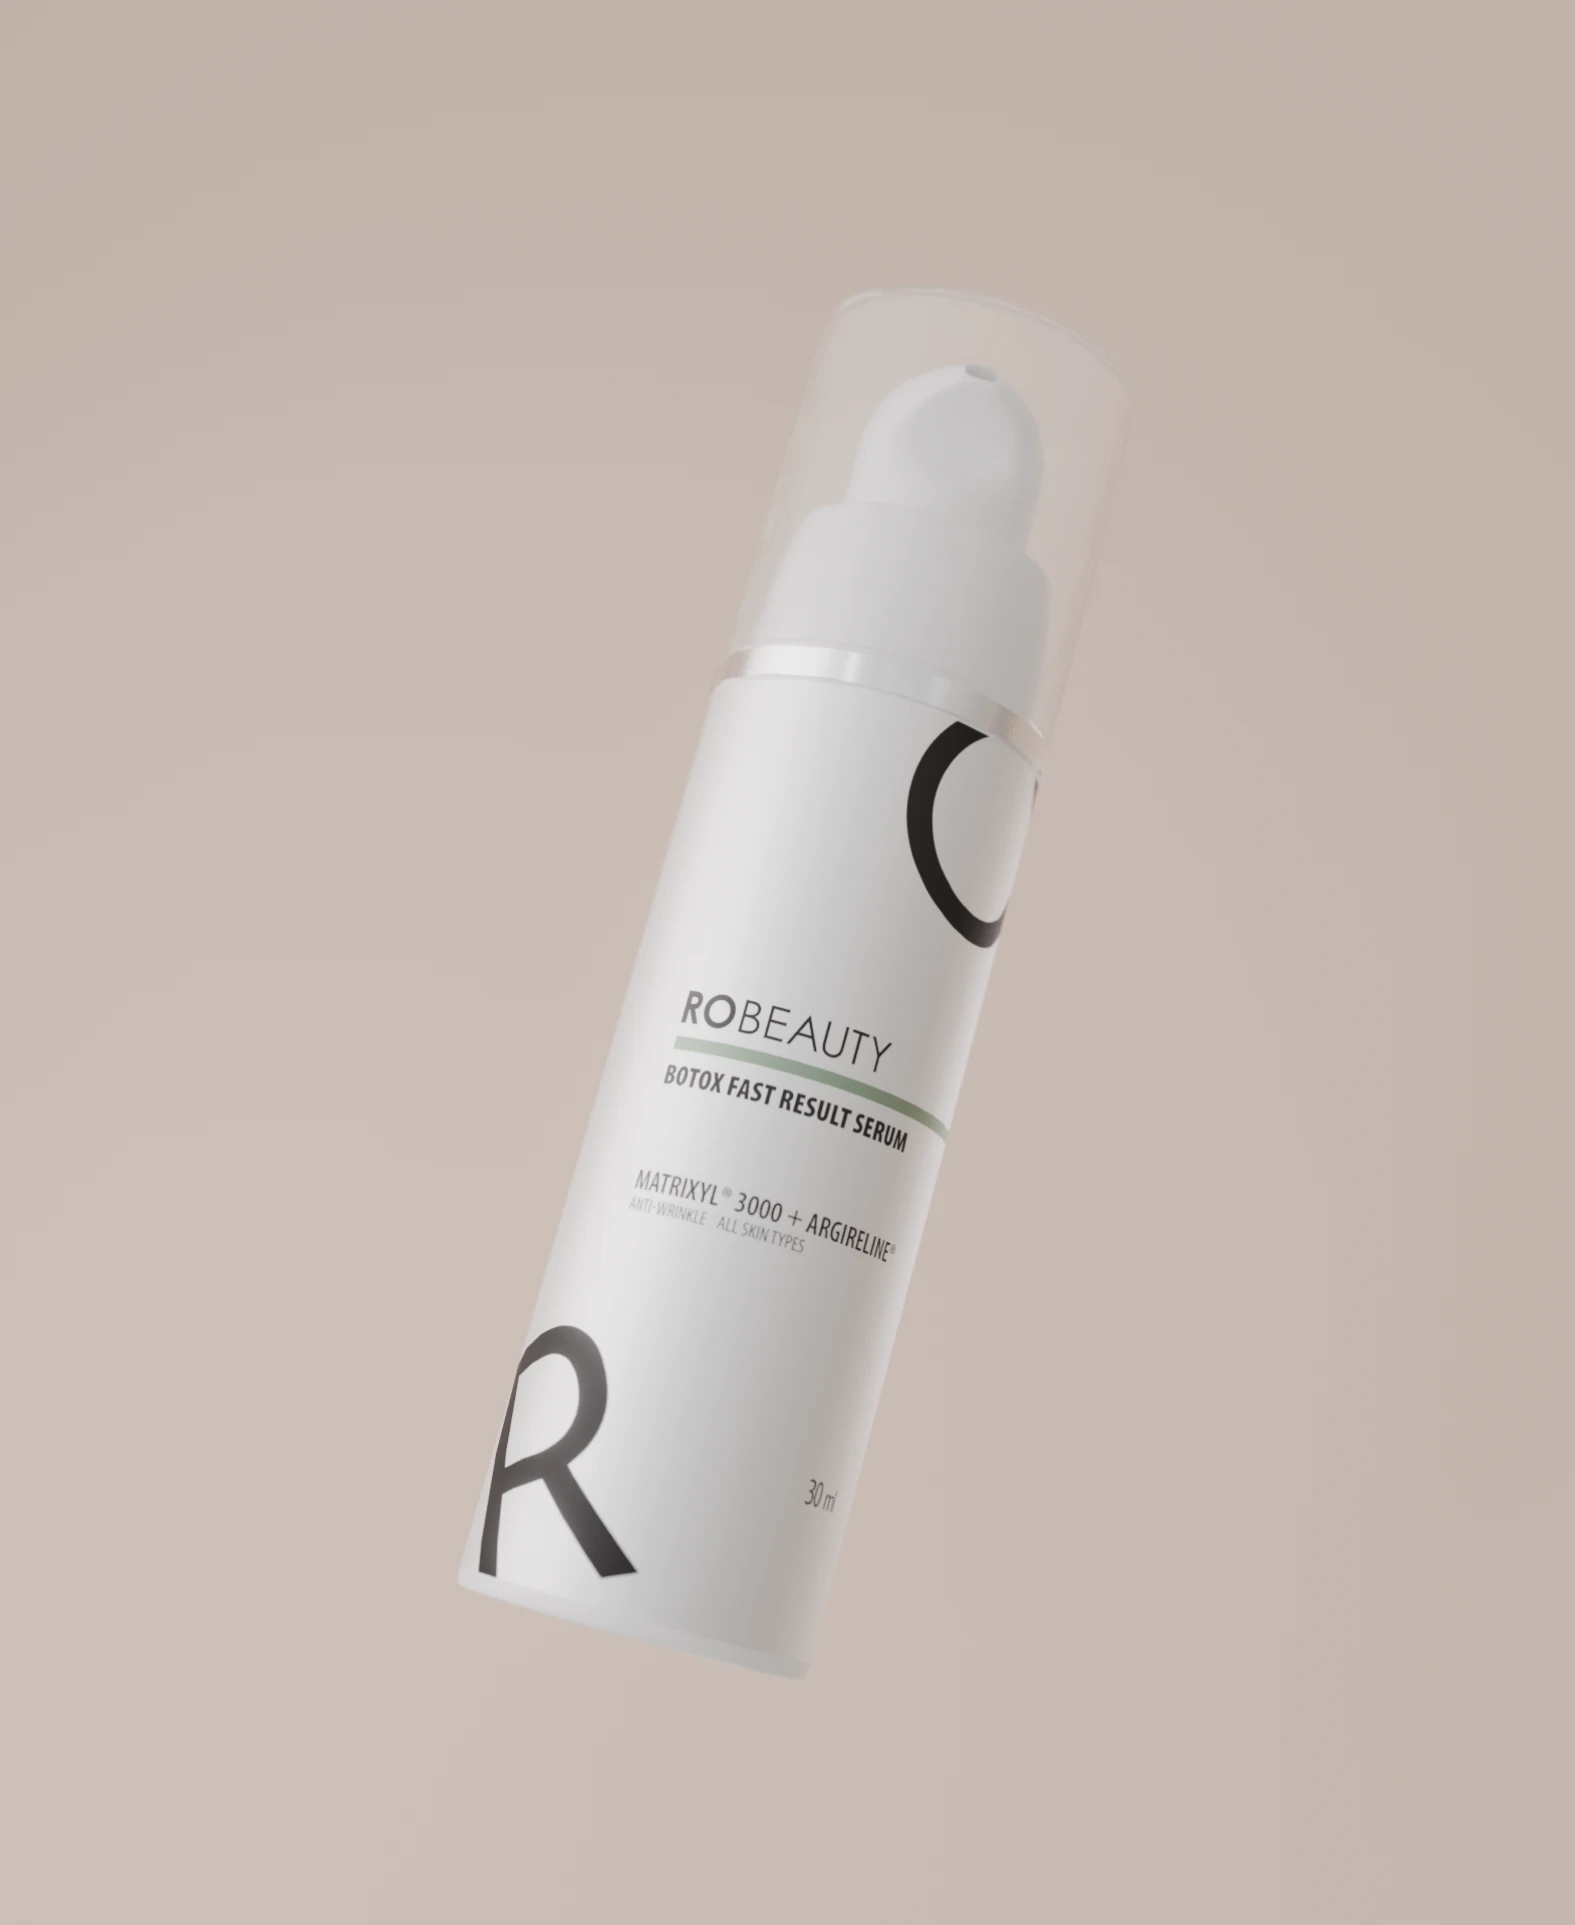 O
ROBEAUTY
BOTOX FAST RESULT SERUM
MATRIXYL® 3000 + ARGIRELINE®
ANTI-WRINKLE ALL SKIN TYPES
R
30 ml